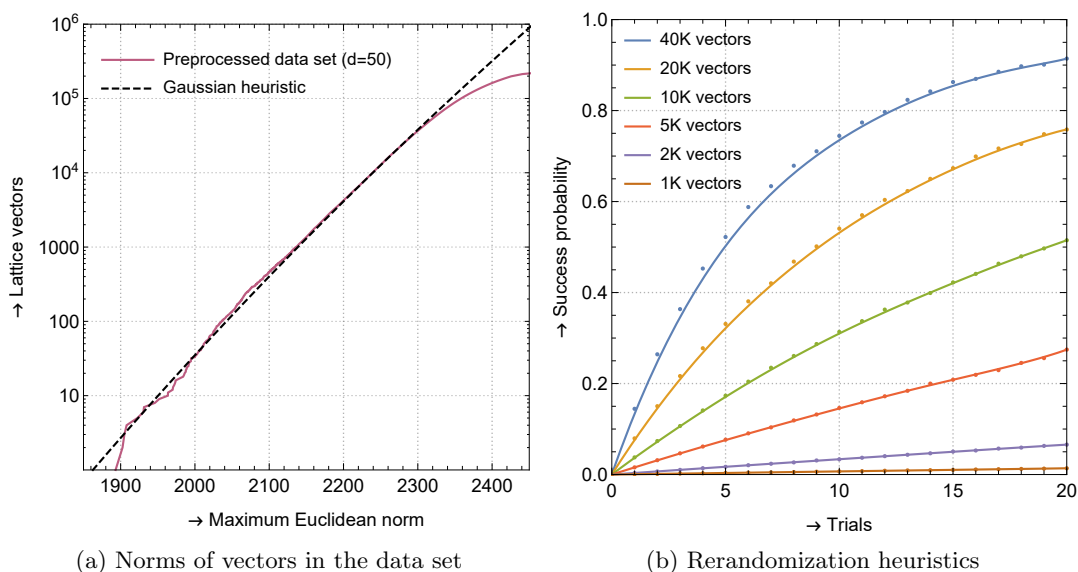 10^6
10^5
10^4
1000
100
10
→ Lattice vectors
Preprocessed data set (d=50)
Gaussian heuristic
1900
2000
2100
2200
2300
2400
→ Maximum Euclidean norm
(a) Norms of vectors in the data set
1.0
0.8
0.6
0.4
0.2
0.0
→ Success probability
40K vectors
20K vectors
10K vectors
5K vectors
2K vectors
1K vectors
0
5
10
15
20
→ Trials
(b) Rerandomization heuristics